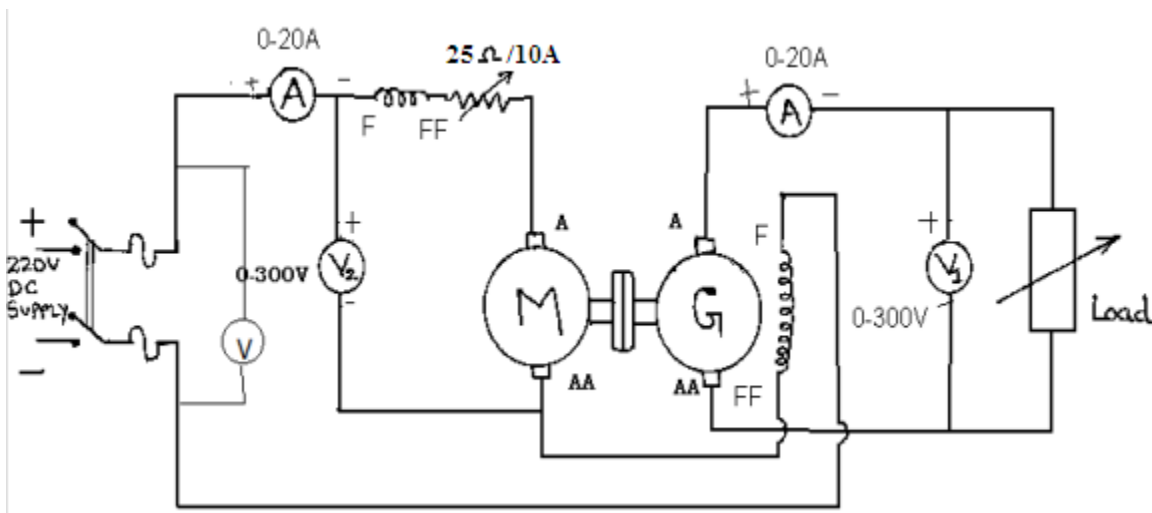 0-20A
25Ω/10A
0-20A
+ A -
F FF
+ A -
+
220V
DC
SUPPLY
-
V
+
0-300V
V2
-
A
M
AA
A
G
AA
F
FF
+
V1
-
0-300V
Load